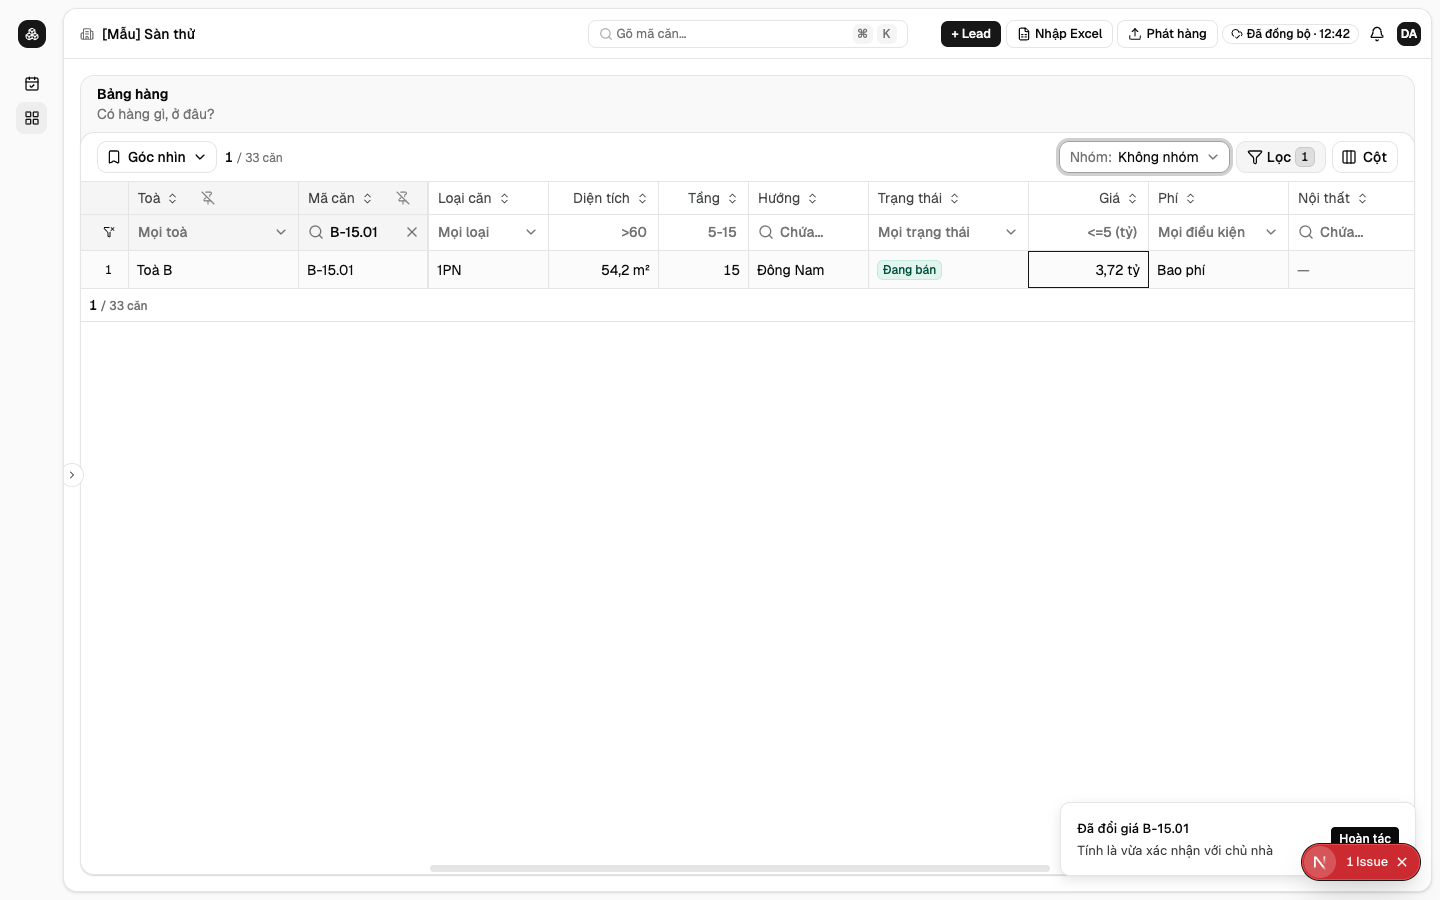 [Mẫu] Sàn thử
Gõ mã căn...
⌘ K
+ Lead
Nhập Excel
Phát hàng
Đã đồng bộ · 12:42
DA
Bảng hàng
Có hàng gì, ở đâu?
Góc nhìn
1 / 33 căn
Nhóm: Không nhóm
Lọc 1
Cột
Toà Mã căn Loại căn Diện tích Tầng Hướng Trạng thái Giá Phí Nội thất
Mọi toà B-15.01 Mọi loại >60 5-15 Chứa... Mọi trạng thái <=5 (tỷ) Mọi điều kiện Chứa...
1 Toà B B-15.01 1PN 54,2 m² 15 Đông Nam Đang bán 3,72 tỷ Bao phí —
1 / 33 căn
Đã đổi giá B-15.01
Tính là vừa xác nhận với chủ nhà
Hoàn tác
N 1 Issue